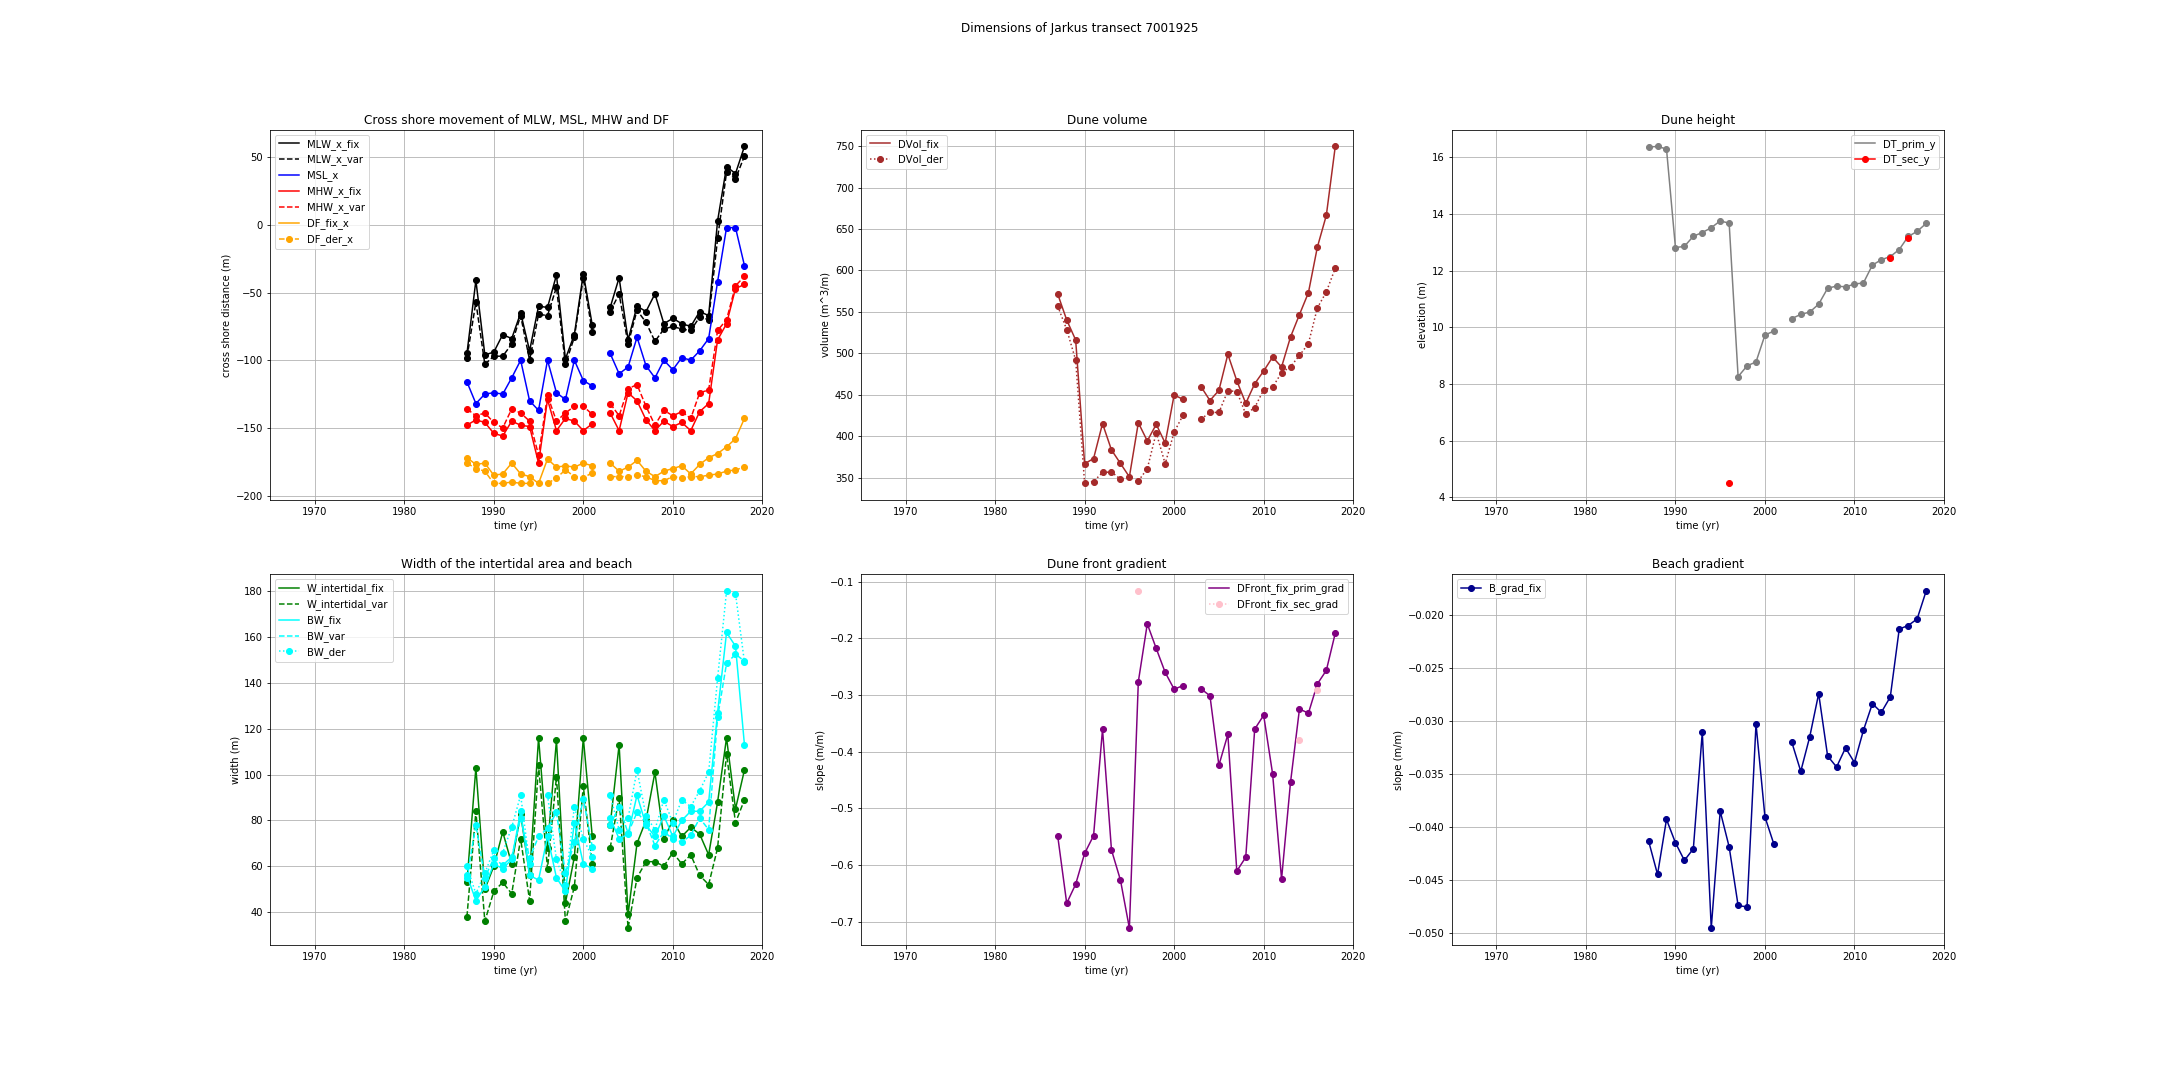 Dimensions of Jarkus transect 7001925
Cross shore movement of MLW, MSL, MHW and DF
MLW_x_fix
MLW_x_var
MSL_x
MHW_x_fix
MHW_x_var
DF_fix_x
DF_der_x
cross shore distance (m)
50
0
−50
−100
−150
−200
1970 1980 1990 2000 2010 2020
time (yr)
Dune volume
DVol_fix
DVol_der
volume (m^3/m)
750
700
650
600
550
500
450
400
350
1970 1980 1990 2000 2010 2020
time (yr)
Dune height
DT_prim_y
DT_sec_y
elevation (m)
16
14
12
10
8
6
4
1970 1980 1990 2000 2010 2020
time (yr)
Width of the intertidal area and beach
W_intertidal_fix
W_intertidal_var
BW_fix
BW_var
BW_der
width (m)
180
160
140
120
100
80
60
40
1970 1980 1990 2000 2010 2020
time (yr)
Dune front gradient
DFront_fix_prim_grad
DFront_fix_sec_grad
slope (m/m)
−0.1
−0.2
−0.3
−0.4
−0.5
−0.6
−0.7
1970 1980 1990 2000 2010 2020
time (yr)
Beach gradient
B_grad_fix
slope (m/m)
−0.020
−0.025
−0.030
−0.035
−0.040
−0.045
−0.050
1970 1980 1990 2000 2010 2020
time (yr)